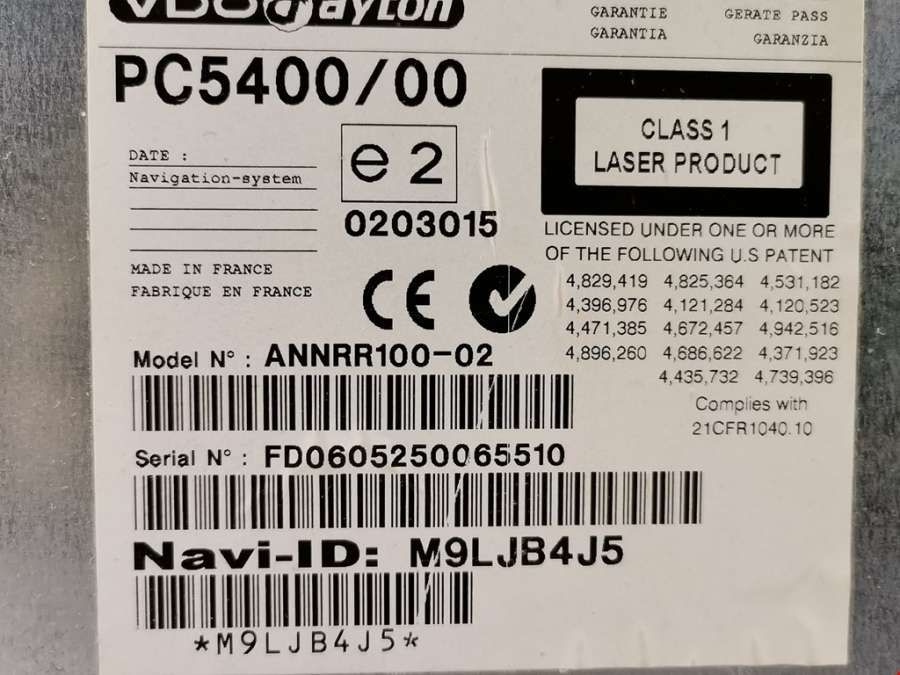 VDO dayton
GARANTIE GERATE PASS
GARANTIA GARANZIA
PC5400/00
CLASS 1
LASER PRODUCT
DATE :
Navigation-system
e2
0203015
LICENSED UNDER ONE OR MORE
OF THE FOLLOWING U.S PATENT
4,829,419 4,825,364 4,531,182
4,396,976 4,121,284 4,120,523
4,471,385 4,672,457 4,942,516
4,896,260 4,686,622 4,371,923
4,435,732 4,739,396
Complies with
21CFR1040.10
MADE IN FRANCE
FABRIQUE EN FRANCE
CE
Model N° : ANNRR100-02
Serial N° : FD0605250065510
Navi-ID: M9LJB4J5
*M9LJB4J5*